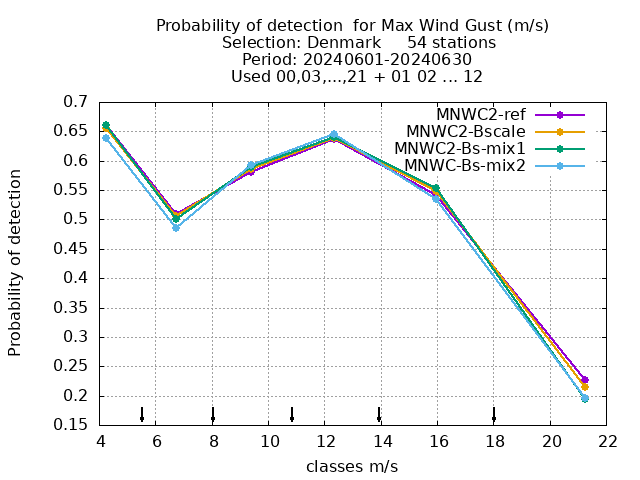 Probability of detection  for Max Wind Gust (m/s)
Selection: Denmark     54 stations
Period: 20240601-20240630
Used 00,03,...,21 + 01 02 ... 12
MNWC2-ref
MNWC2-Bscale
MNWC2-Bs-mix1
MNWC-Bs-mix2
Probability of detection
0.7
0.65
0.6
0.55
0.5
0.45
0.4
0.35
0.3
0.25
0.2
0.15
4 6 8 10 12 14 16 18 20 22
classes m/s